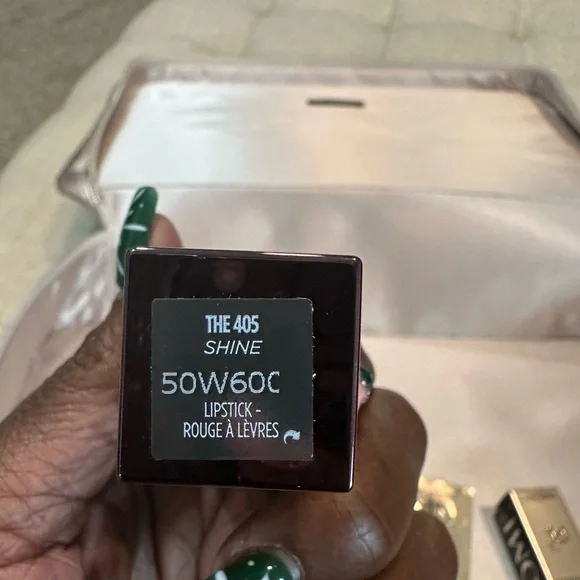 THE 405
SHINE
50W60C
LIPSTICK -
ROUGE À LÈVRES